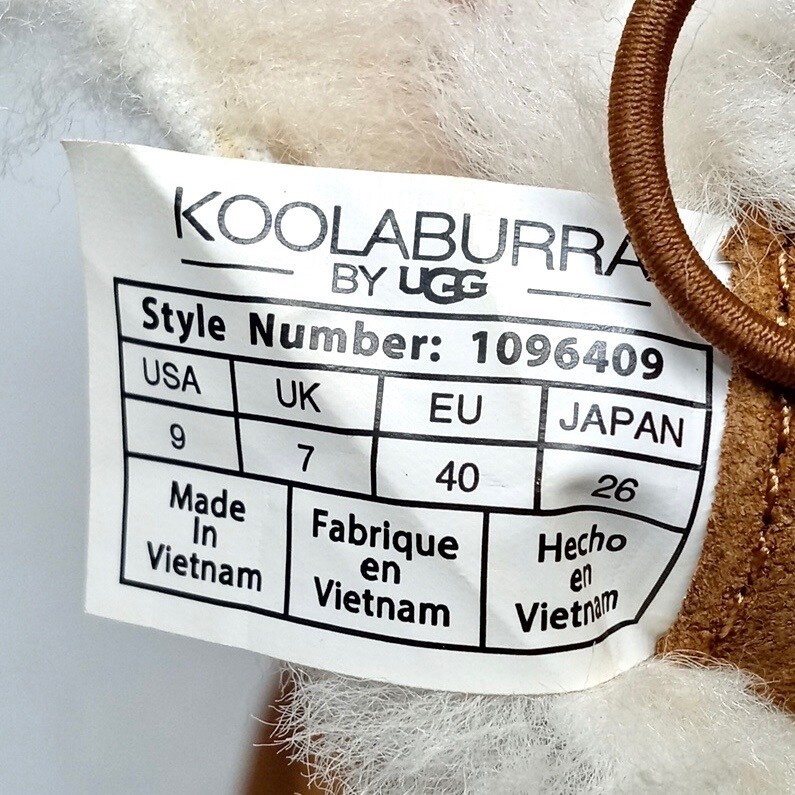 KOOLABURRA
BY UGG
Style Number: 1096409
USA UK EU JAPAN
9 7 40 26
Made
In
Vietnam
Fabrique
en
Vietnam
Hecho
en
Vietnam